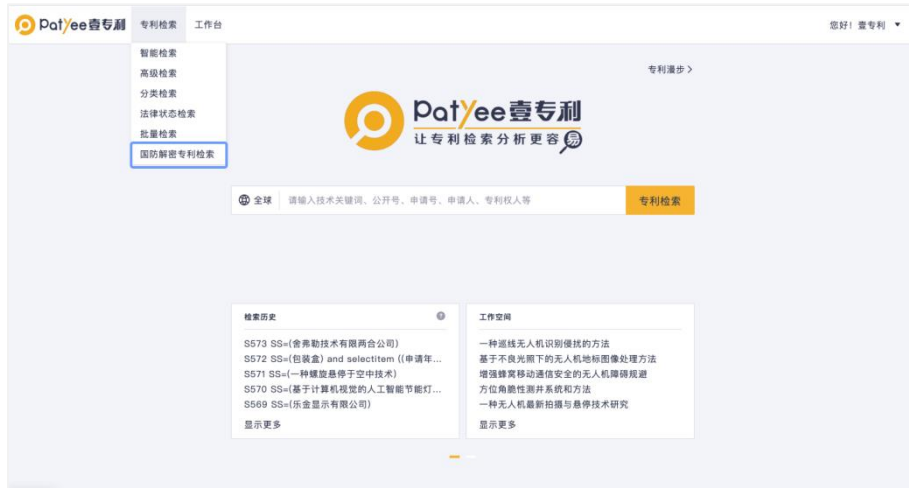 Patyee壹专利 专利检索 工作台 您好！壹专利
智能检索
高级检索
分类检索
法律状态检索
批量检索
国防解密专利检索
专利漫步
Patyee壹专利
让专利检索分析更容易
全球 请输入技术关键词、公开号、申请号、申请人、专利权人等 专利检索
检索历史
S573 SS=(舍弗勒技术有限两合公司)
S572 SS=(包装盒) and selectitem ((申请年...
S571 SS=(一种螺旋悬停于空中技术)
S570 SS=(基于计算机视觉的人工智能节能灯...
S569 SS=(乐金显示有限公司)
显示更多
工作空间
一种巡线无人机识别侵扰的方法
基于不良光照下的无人机地标图像处理方法
增强蜂窝移动通信安全的无人机障碍规避
方位角脆性测井系统和方法
一种无人机最新拍摄与悬停技术研究
显示更多